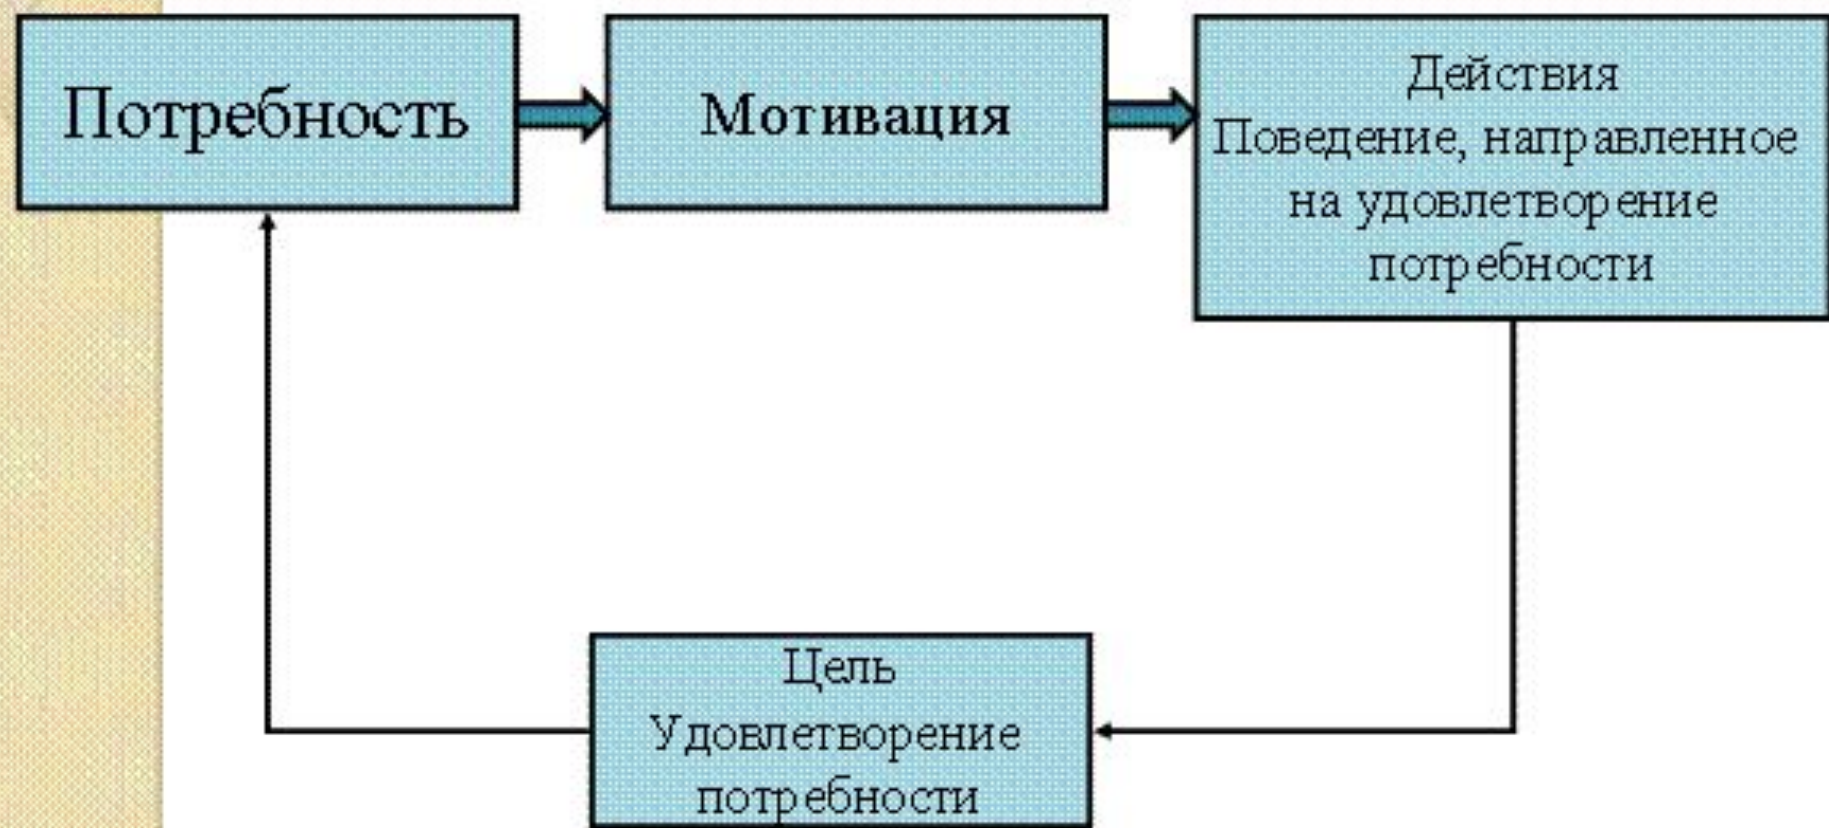 Потребность
Мотивация
Действия
Поведение, направленное
на удовлетворение
потребности
Цель
Удовлетворение
потребности